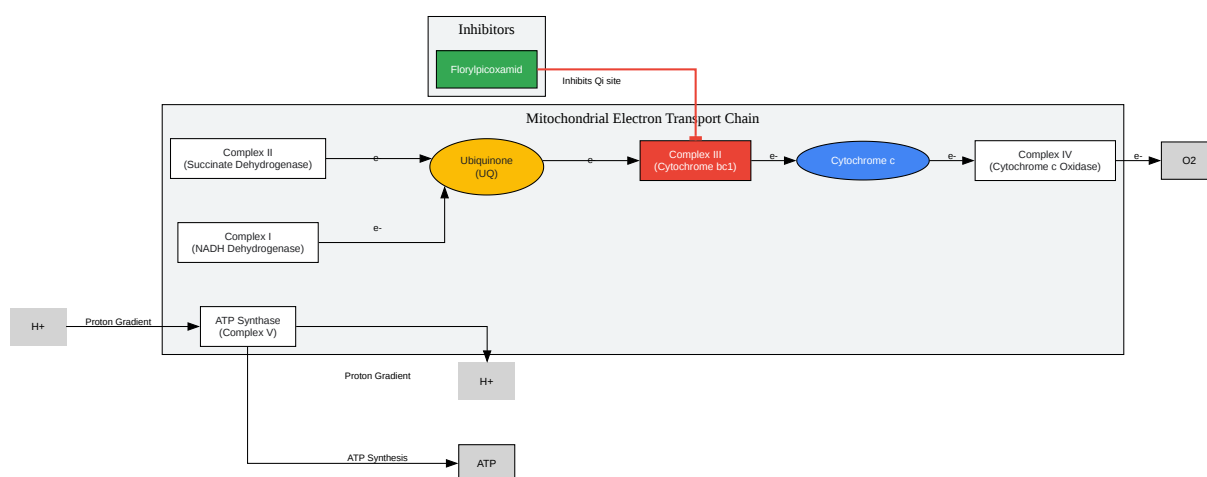 Inhibitors
Florylpicoxamid
Inhibits Qi site
Mitochondrial Electron Transport Chain
Complex II
(Succinate Dehydrogenase)
e-
Ubiquinone
(UQ)
e-
Complex III
(Cytochrome bc1)
e-
Cytochrome c
e-
Complex IV
(Cytochrome c Oxidase)
e-
O2
Complex I
(NADH Dehydrogenase)
e-
H+
Proton Gradient
ATP Synthase
(Complex V)
Proton Gradient
H+
ATP Synthesis
ATP